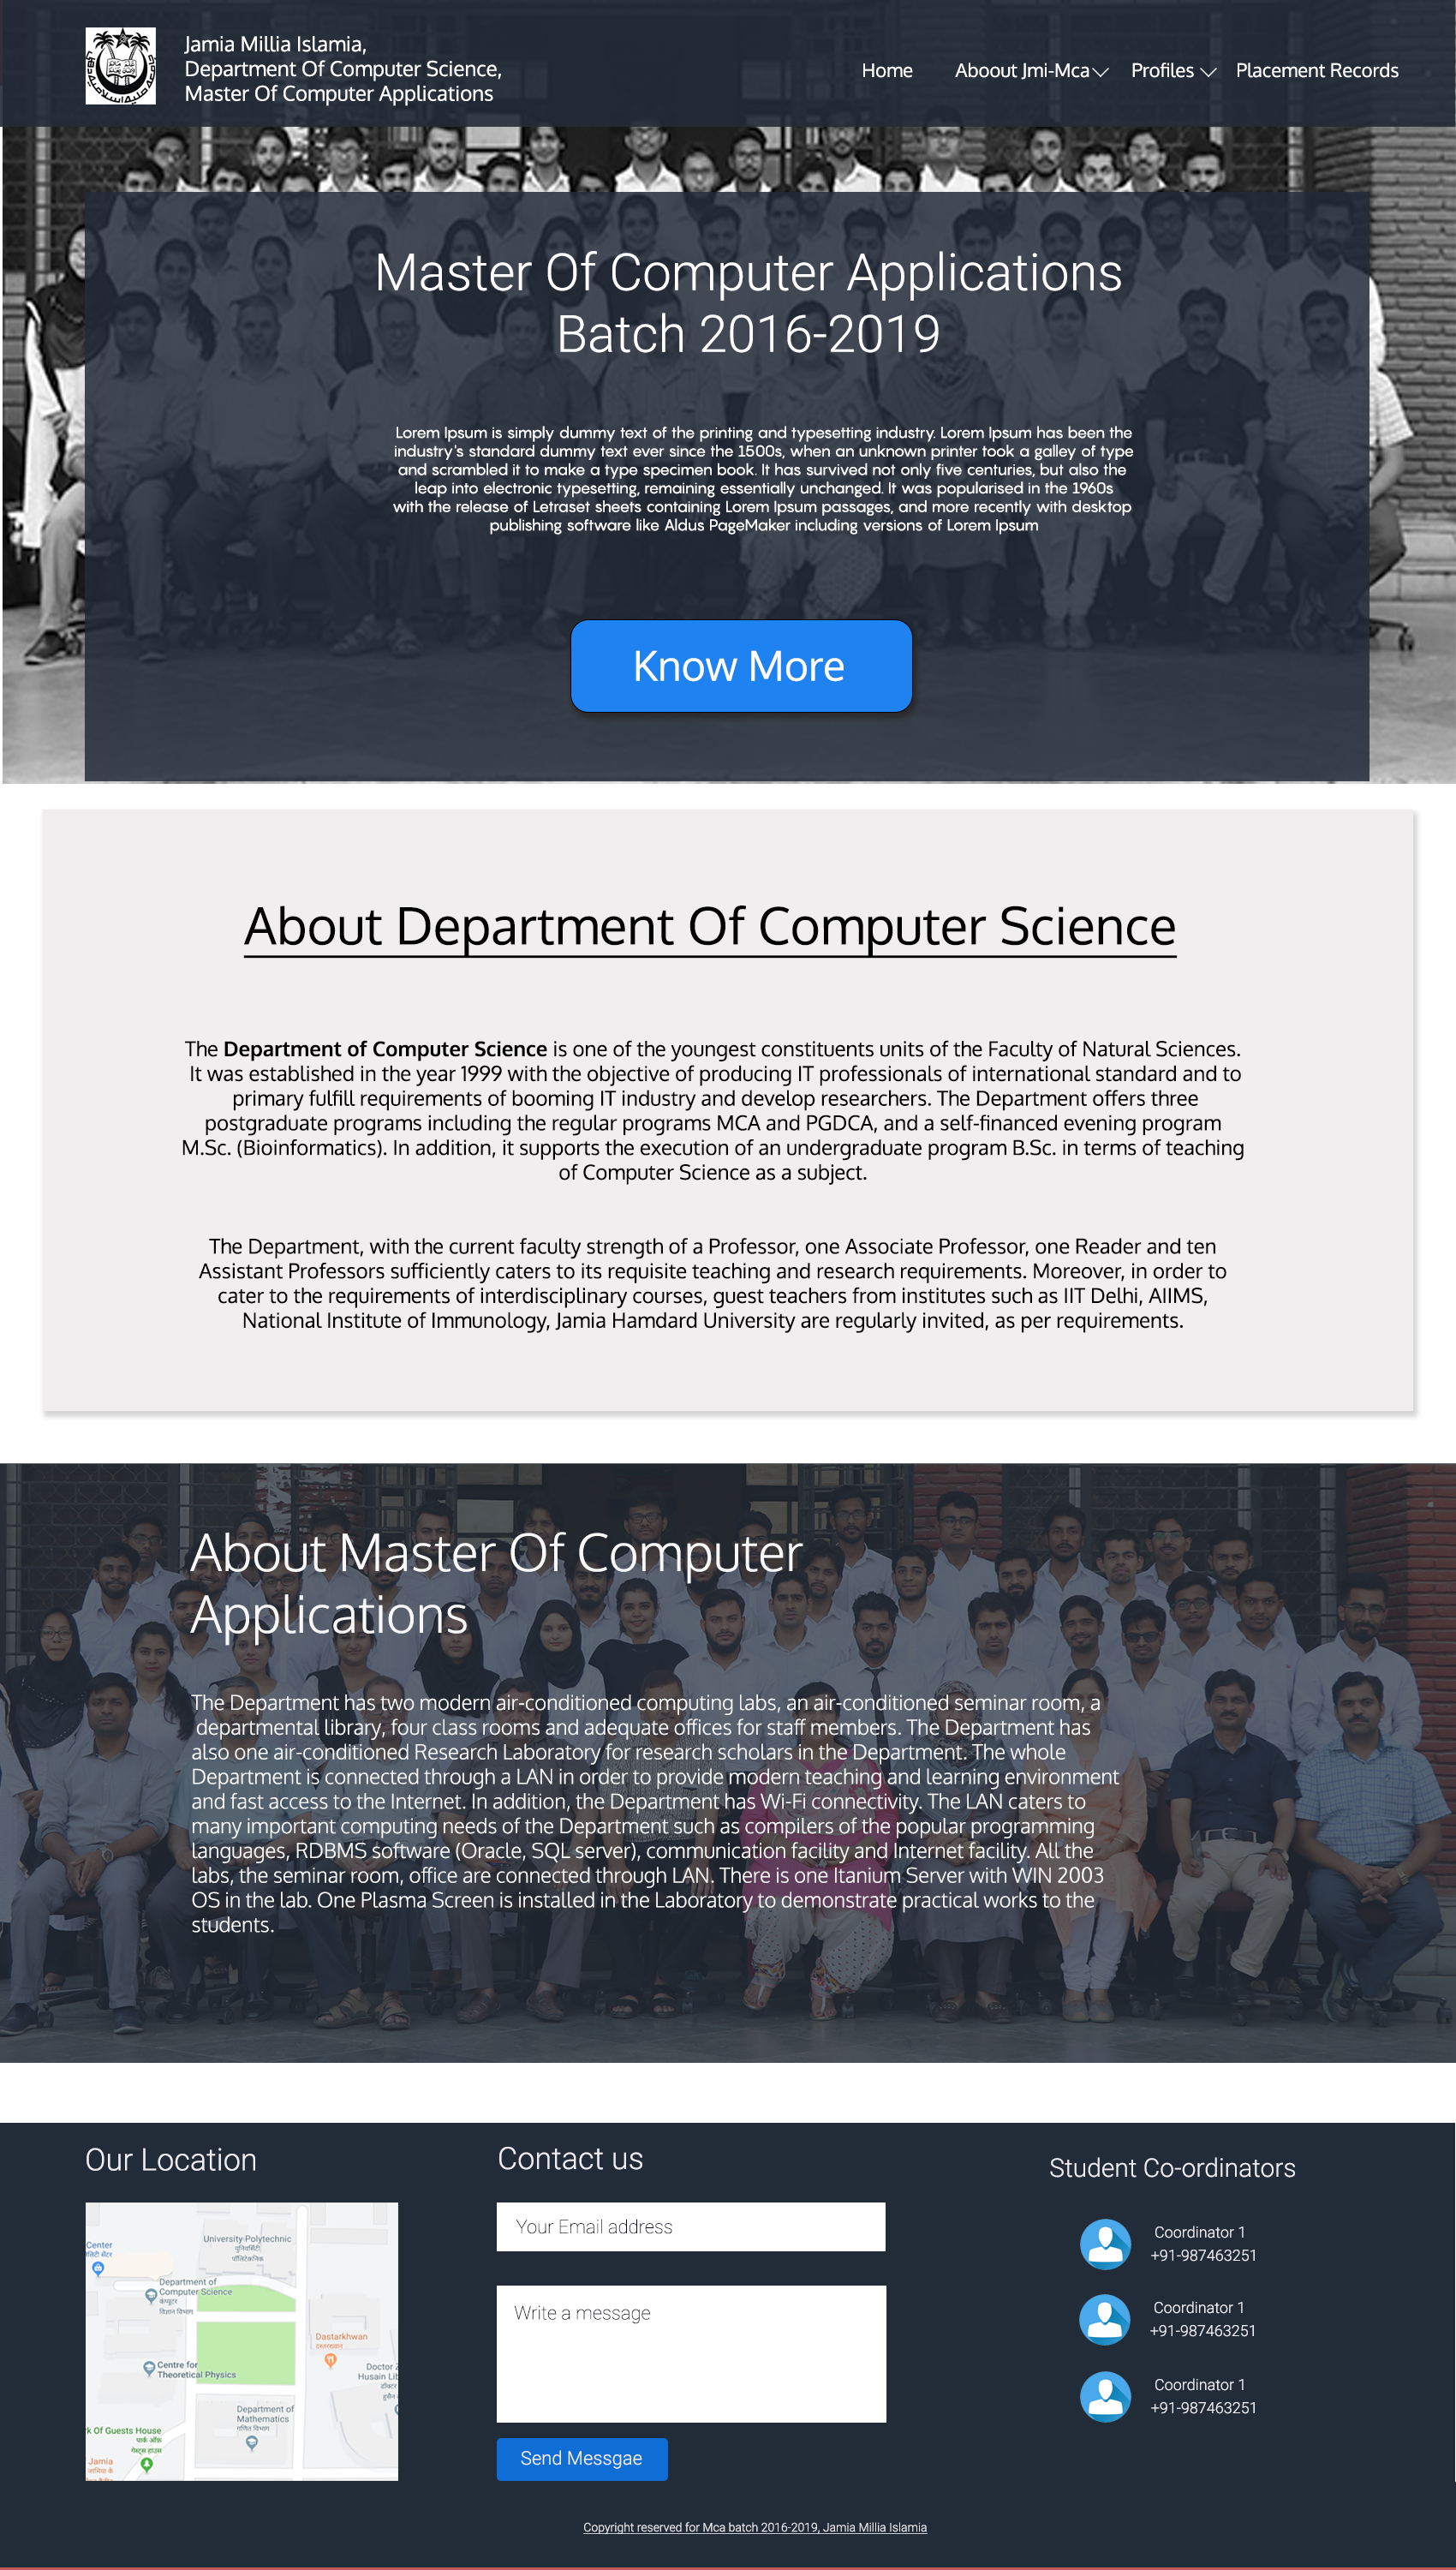 Jamia Millia Islamia,
Department Of Computer Science,
Master Of Computer Applications
Home
Aboout Jmi-Mca
Profiles
Placement Records
Master Of Computer Applications
Batch 2016-2019
Lorem Ipsum is simply dummy text of the printing and typesetting industry. Lorem Ipsum has been the
industry's standard dummy text ever since the 1500s, when an unknown printer took a galley of type
and scrambled it to make a type specimen book. It has survived not only five centuries, but also the
leap into electronic typesetting, remaining essentially unchanged. It was popularised in the 1960s
with the release of Letraset sheets containing Lorem Ipsum passages, and more recently with desktop
publishing software like Aldus PageMaker including versions of Lorem Ipsum
Know More
About Department Of Computer Science
The Department of Computer Science is one of the youngest constituents units of the Faculty of Natural Sciences.
It was established in the year 1999 with the objective of producing IT professionals of international standard and to
primary fulfill requirements of booming IT industry and develop researchers. The Department offers three
postgraduate programs including the regular programs MCA and PGDCA, and a self-financed evening program
M.Sc. (Bioinformatics). In addition, it supports the execution of an undergraduate program B.Sc. in terms of teaching
of Computer Science as a subject.
The Department, with the current faculty strength of a Professor, one Associate Professor, one Reader and ten
Assistant Professors sufficiently caters to its requisite teaching and research requirements. Moreover, in order to
cater to the requirements of interdisciplinary courses, guest teachers from institutes such as IIT Delhi, AIIMS,
National Institute of Immunology, Jamia Hamdard University are regularly invited, as per requirements.
About Master Of Computer
Applications
The Department has two modern air-conditioned computing labs, an air-conditioned seminar room, a
departmental library, four class rooms and adequate offices for staff members. The Department has
also one air-conditioned Research Laboratory for research scholars in the Department. The whole
Department is connected through a LAN in order to provide modern teaching and learning environment
and fast access to the Internet. In addition, the Department has Wi-Fi connectivity. The LAN caters to
many important computing needs of the Department such as compilers of the popular programming
languages, RDBMS software (Oracle, SQL server), communication facility and Internet facility. All the
labs, the seminar room, office are connected through LAN. There is one Itanium Server with WIN 2003
OS in the lab. One Plasma Screen is installed in the Laboratory to demonstrate practical works to the
students.
Our Location
University Polytechnic
यूनिवर्सिटी
पॉलिटेकनिक
Center
Department of
Computer Science
कंप्यूटर
विज्ञान विभाग
Dastarkhwan
Centre for
Theoretical Physics
Doctor Z
Husain Lib
डॉक्टर
Department of
Mathematics
गणित विभाग
k Of Guests House
पार्क ऑफ़
गेस्ट्स हाउस
Jamia
जामिया के
Contact us
Your Email address
Write a message
Send Messgae
Student Co-ordinators
Coordinator 1
+91-987463251
Coordinator 1
+91-987463251
Coordinator 1
+91-987463251
Copyright reserved for Mca batch 2016-2019, Jamia Millia Islamia